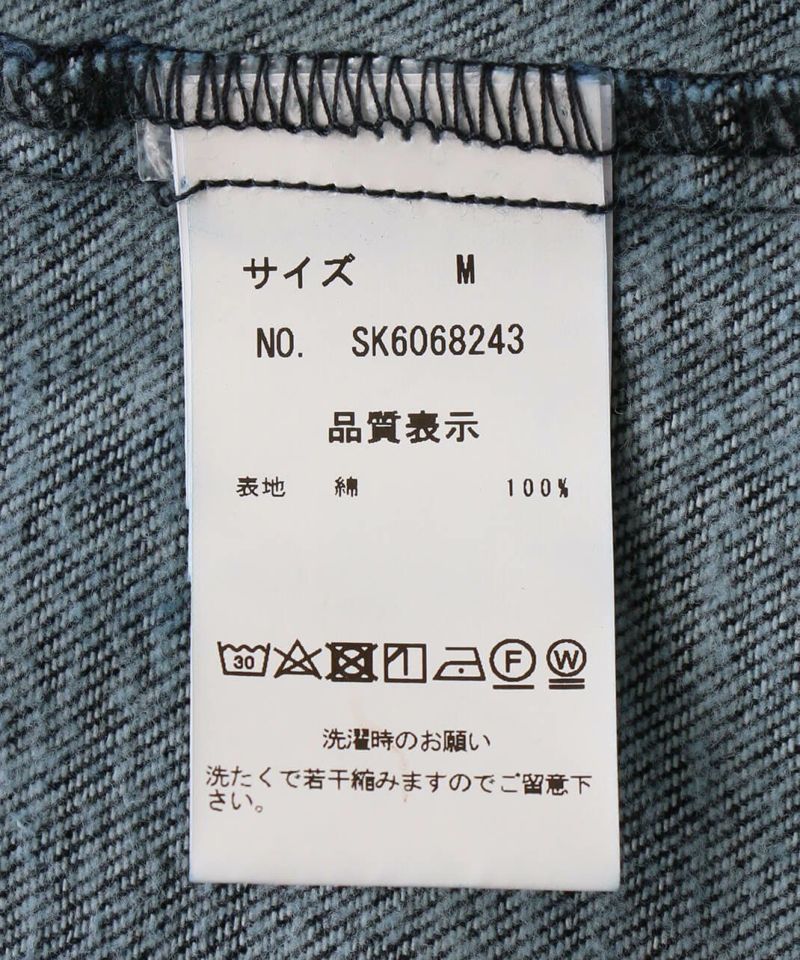 サイズ M
NO. SK6068243
品質表示
表地 綿 100%
30 F W
洗濯時のお願い
洗たくで若干縮みますのでご留意下
さい。